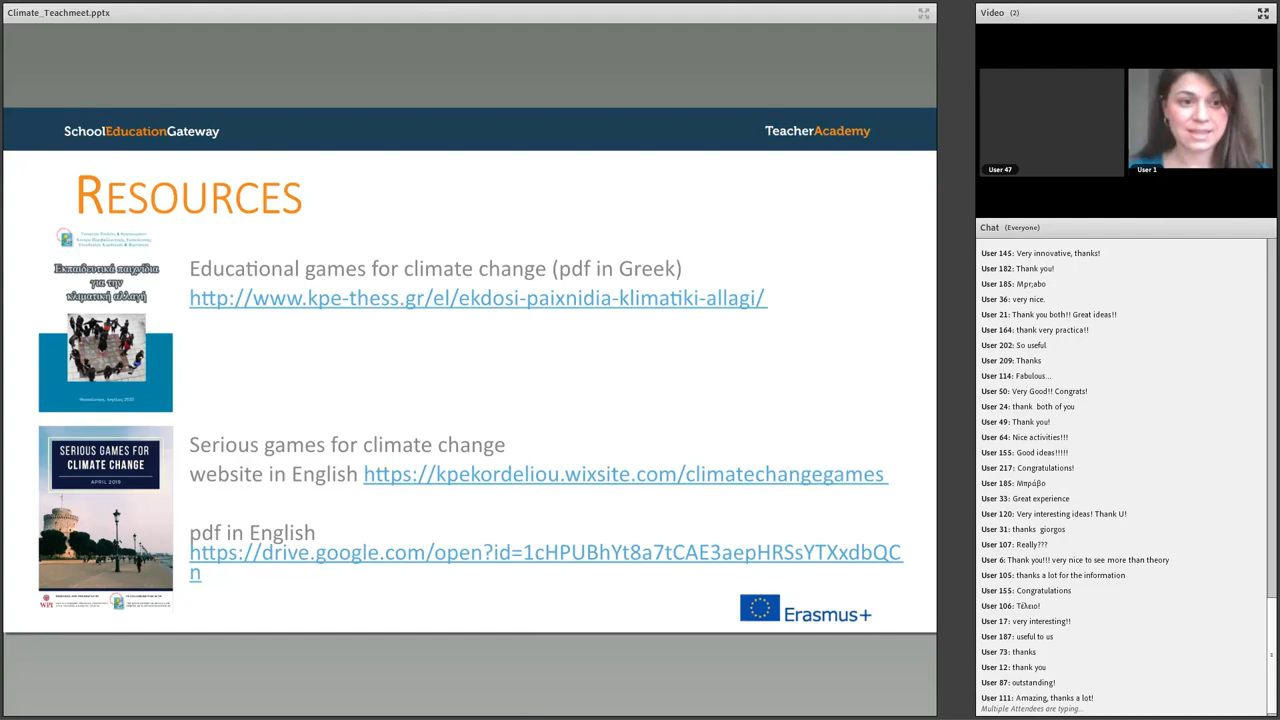 Climate_Teachmeet.pptx
SchoolEducationGateway
TeacherAcademy
RESOURCES
Εκπαιδευτικά παιχνίδια
για την
κλιματική αλλαγή
Educational games for climate change (pdf in Greek)
http://www.kpe-thess.gr/el/ekdosi-paixnidia-klimatiki-allagi/
SERIOUS GAMES FOR
CLIMATE CHANGE
APRIL 2019
WPI
Serious games for climate change
website in English https://kpekordeliou.wixsite.com/climatechangegames
pdf in English
https://drive.google.com/open?id=1cHPUBhYt8a7tCAE3aepHRSsYTXxdbQC
n
Erasmus+
Video (2)
User 47
User 1
Chat (Everyone)
User 145: Very innovative, thanks!
User 182: Thank you!
User 185: Mpr;abo
User 36: very nice.
User 21: Thank you both!! Great ideas!!
User 164: thank very practica!!
User 202: So useful
User 209: Thanks
User 114: Fabulous...
User 50: Very Good!! Congrats!
User 24: thank both of you
User 49: Thank you!
User 64: Nice activities!!!
User 155: Good ideas!!!!!
User 217: Congratulations!
User 185: Μπράβο
User 33: Great experience
User 120: Very interesting ideas! Thank U!
User 31: thanks giorgos
User 107: Really???
User 6: Thank you!!! very nice to see more than theory
User 105: thanks a lot for the information
User 155: Congratulations
User 106: Τέλειο!
User 17: very interesting!!
User 187: useful to us
User 73: thanks
User 12: thank you
User 87: outstanding!
User 111: Amazing, thanks a lot!
Multiple Attendees are typing...